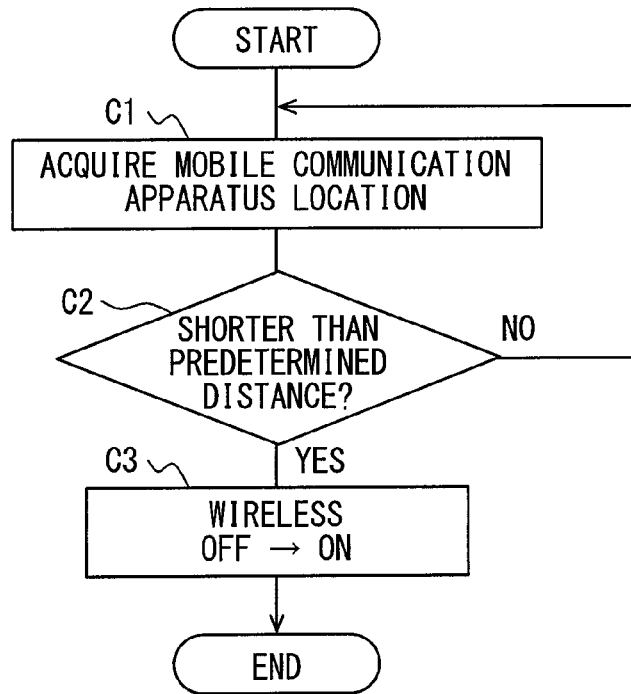 START
C1
ACQUIRE MOBILE COMMUNICATION
APPARATUS LOCATION
C2
SHORTER THAN
PREDETERMINED
DISTANCE?
NO
YES
C3
WIRELESS
OFF → ON
END